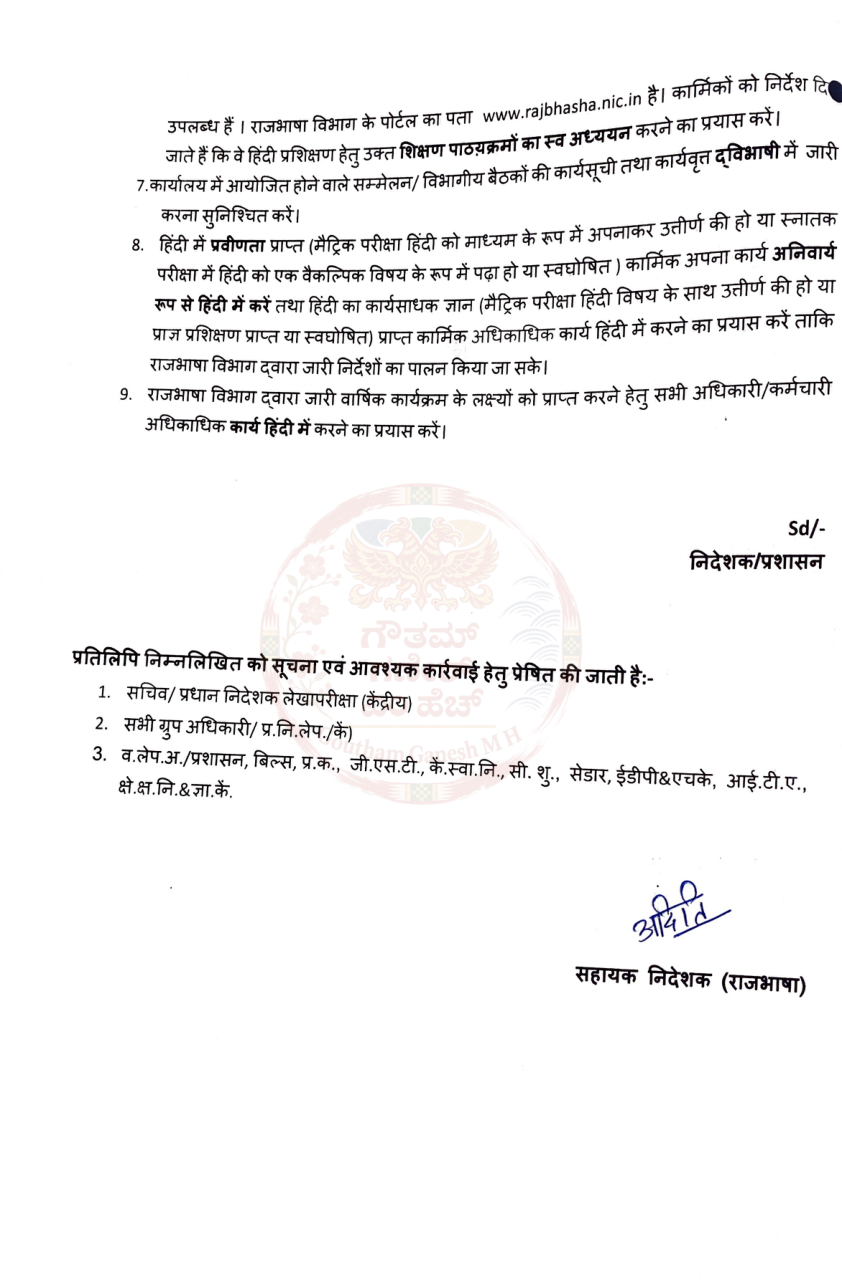 उपलब्ध हैं । राजभाषा विभाग के पोर्टल का पता www.rajbhasha.nic.in है। कार्मिकों को निर्देश दि
जाते हैं कि वे हिंदी प्रशिक्षण हेतु उक्त शिक्षण पाठ्यक्रमों का स्व अध्ययन करने का प्रयास करें।
7.कार्यालय में आयोजित होने वाले सम्मेलन/ विभागीय बैठकों की कार्यसूची तथा कार्यवृत्त द्विभाषी में जारी
करना सुनिश्चित करें।
8. हिंदी में प्रवीणता प्राप्त (मैट्रिक परीक्षा हिंदी को माध्यम के रूप में अपनाकर उत्तीर्ण की हो या स्नातक
परीक्षा में हिंदी को एक वैकल्पिक विषय के रूप में पढ़ा हो या स्वघोषित ) कार्मिक अपना कार्य अनिवार्य
रूप से हिंदी में करें तथा हिंदी का कार्यसाधक ज्ञान (मैट्रिक परीक्षा हिंदी विषय के साथ उत्तीर्ण की हो या
प्राज्ञ प्रशिक्षण प्राप्त या स्वघोषित) प्राप्त कार्मिक अधिकाधिक कार्य हिंदी में करने का प्रयास करें ताकि
राजभाषा विभाग द्वारा जारी निर्देशों का पालन किया जा सके।
9. राजभाषा विभाग द्वारा जारी वार्षिक कार्यक्रम के लक्ष्यों को प्राप्त करने हेतु सभी अधिकारी/कर्मचारी
अधिकाधिक कार्य हिंदी में करने का प्रयास करें।
Sd/-
निदेशक/प्रशासन
ಗೌತಮ್
ಗಣೇಶ್
ಎಂ ಹೆಚ್
Goutham Ganesh M H
प्रतिलिपि निम्नलिखित को सूचना एवं आवश्यक कार्रवाई हेतु प्रेषित की जाती है:-
1. सचिव/ प्रधान निदेशक लेखापरीक्षा (केंद्रीय)
2. सभी ग्रुप अधिकारी/ प्र.नि.लेप./कें)
3. व.लेप.अ./प्रशासन, बिल्स, प्र.क., जी.एस.टी., कें.स्वा.नि., सी. शु., सेडार, ईडीपी&एचके, आई.टी.ए.,
क्षे.क्ष.नि.&ज्ञा.कें.
अदिति
सहायक निदेशक (राजभाषा)